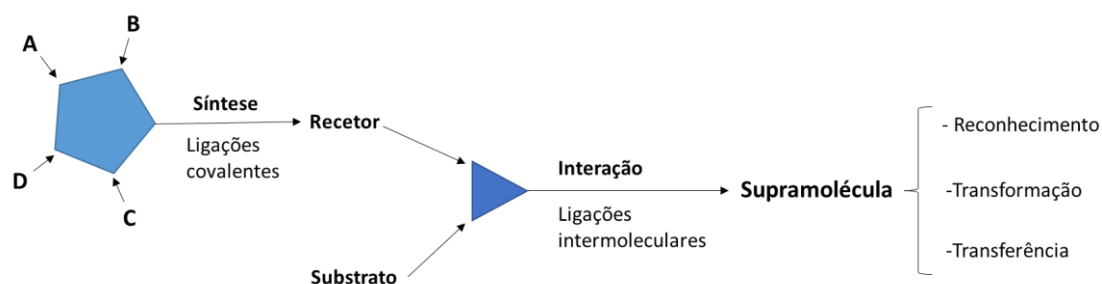 A
B
D
C
Síntese
Ligações
covalentes
Recetor
Substrato
Interação
Ligações
intermoleculares
Supramolécula
- Reconhecimento
-Transformação
-Transferência